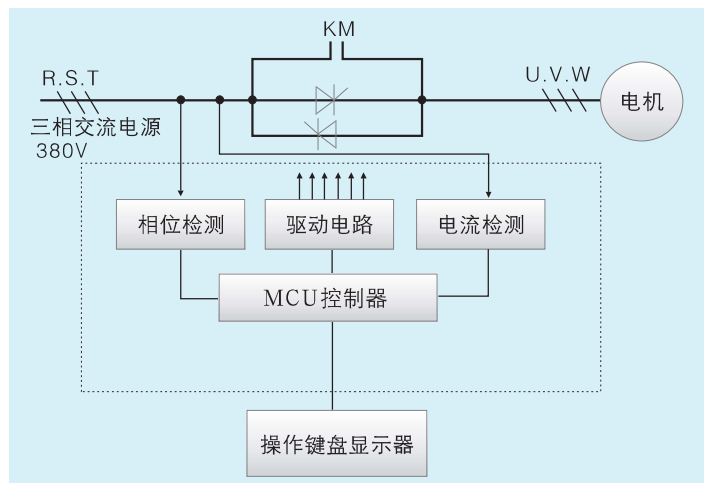 KM
R.S.T
U.V.W
电机
三相交流电源
380V
相位检测
驱动电路
电流检测
MCU控制器
操作键盘显示器